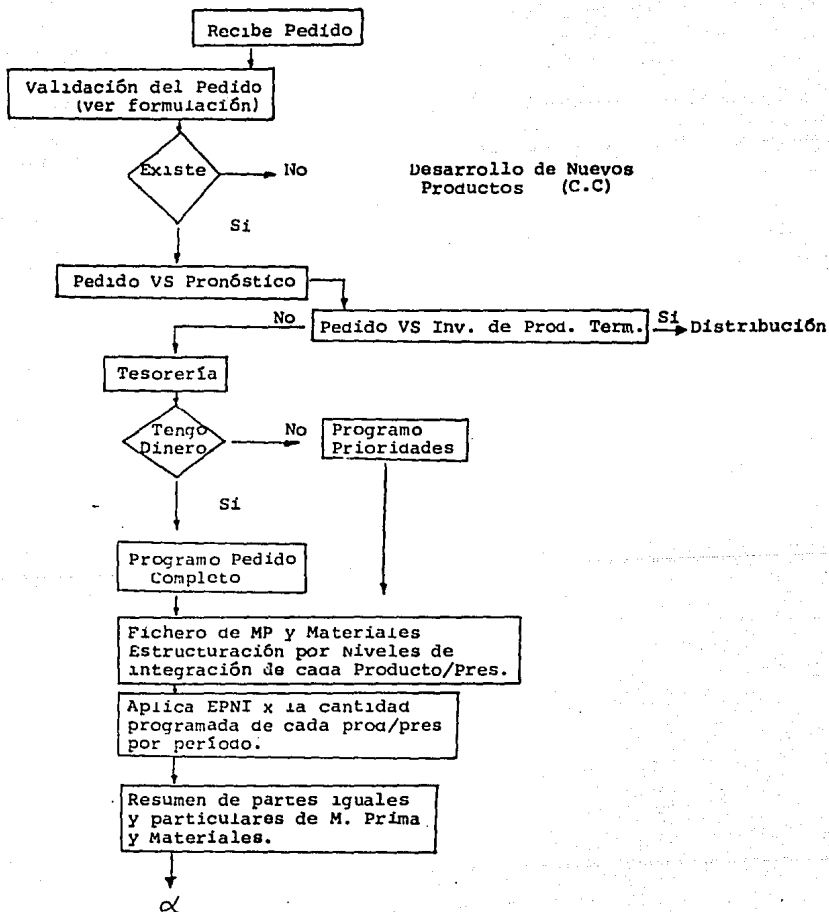 Recibe Pedido
Validación del Pedido
(ver formulación)
Existe
No
Desarrollo de Nuevos
Productos (C.C)
Sí
Pedido VS Pronóstico
No
Pedido VS Inv. de Prod. Term.
Sí
Distribución
Tesorería
Tengo
Dinero
No
Programo
Prioridades
Sí
Programo Pedido
Completo
Fichero de MP y Materiales
Estructuración por Niveles de
integración de cada Producto/Pres.
Aplica EPNI x la cantidad
programada de cada prod/pres
por período.
Resumen de partes iguales
y particulares de M. Prima
y Materiales.
α